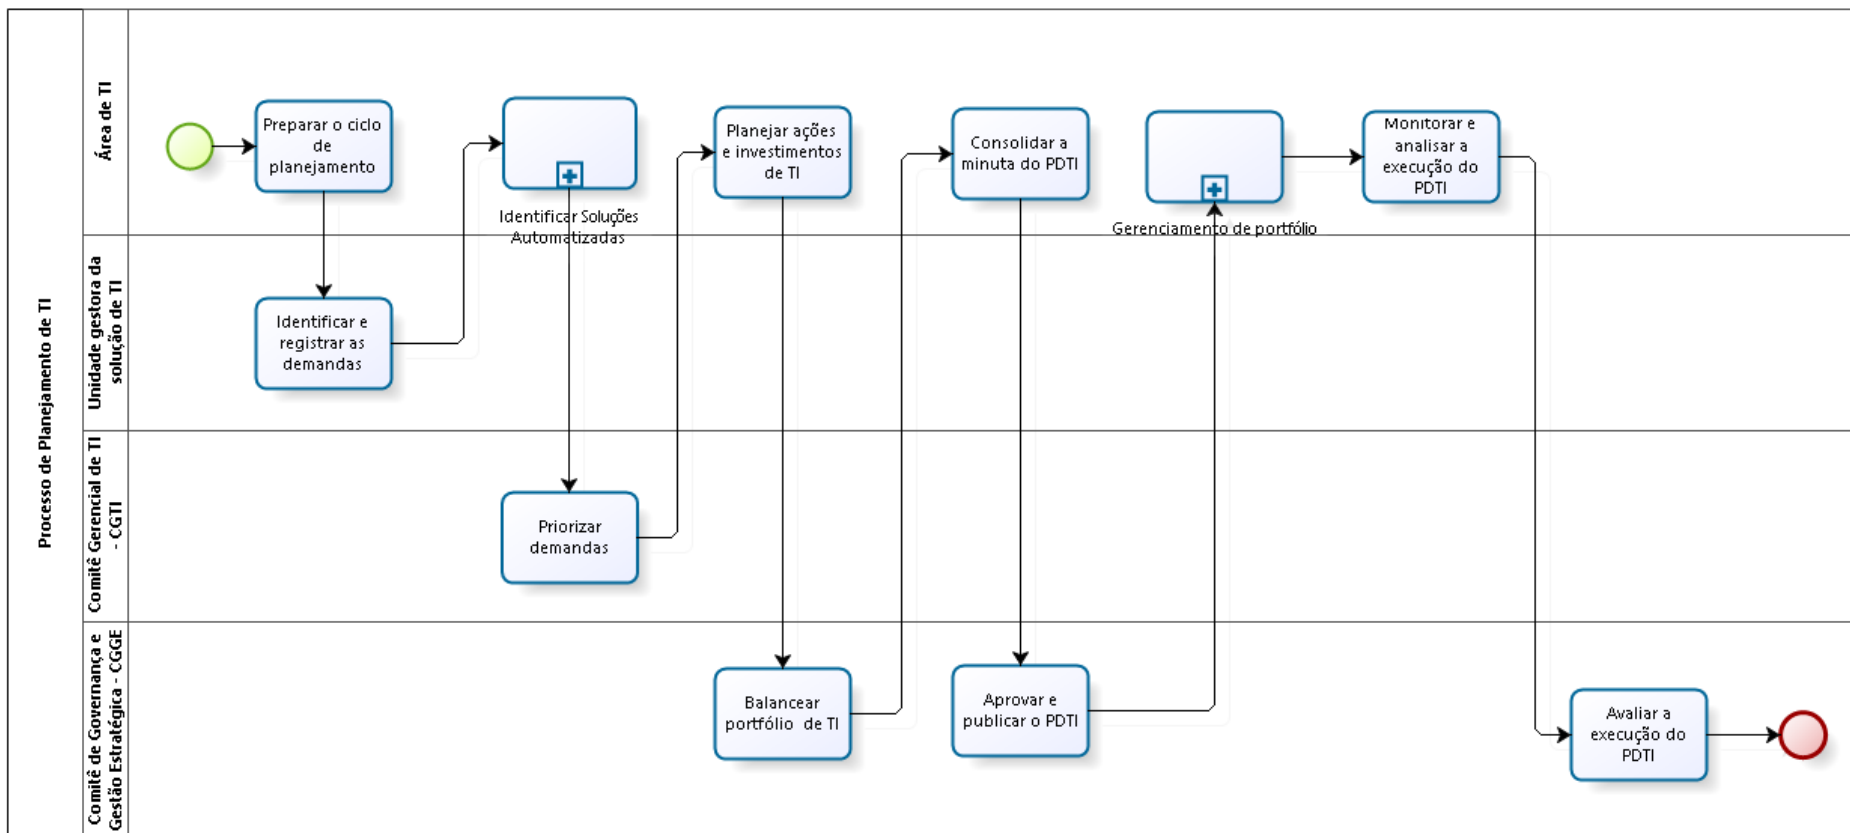 Processo de Planejamento de TI
Área de TI
Preparar o ciclo
de
planejamento
Identificar Soluções
Automatizadas
Planejar ações
e investimentos
de TI
Consolidar a
minuta do PDTI
Gerenciamento de portfólio
Monitorar e
analisar a
execução do
PDTI
Unidade gestora da
solução de TI
Identificar e
registrar as
demandas
Comitê Gerencial de TI
- CGTI
Priorizar
demandas
Comitê de Governança e
Gestão Estratégica - CGGE
Balancear
portfólio de TI
Aprovar e
publicar o PDTI
Avaliar a
execução do
PDTI